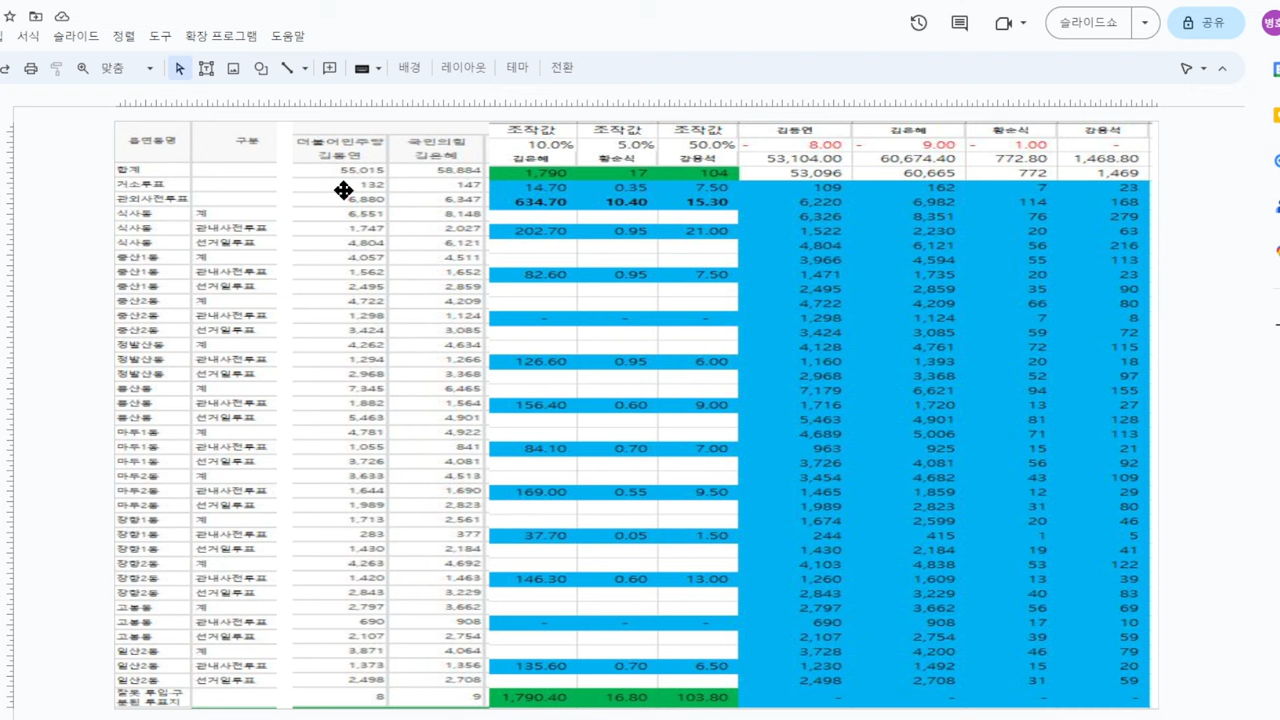 서식 슬라이드 정렬 도구 확장 프로그램 도움말
슬라이드쇼 공유
맞춤 배경 레이아웃 테마 전환
읍면동명 구분 더불어민주당 김동연 국민의힘 김은혜 조작값 조작값 조작값 김동연 김은혜 황순식 강용석
10.0% 5.0% 50.0% - 8.00 - 9.00 - 1.00 -
김은혜 황순식 강용석 53,104.00 60,674.40 772.80 1,468.80
합계 55,015 58,884 1,790 17 104 53,096 60,665 772 1,469
거소투표 132 147 14.70 0.35 7.50 109 162 7 23
관외사전투표 6,880 6,347 634.70 10.40 15.30 6,220 6,982 114 168
식사동 계 6,551 8,148 6,326 8,351 76 279
식사동 관내사전투표 1,747 2,027 202.70 0.95 21.00 1,522 2,230 20 63
식사동 선거일투표 4,804 6,121 4,804 6,121 56 216
중산1동 계 4,057 4,511 3,966 4,594 55 113
중산1동 관내사전투표 1,562 1,652 82.60 0.95 7.50 1,471 1,735 20 23
중산1동 선거일투표 2,495 2,859 2,495 2,859 35 90
중산2동 계 4,722 4,209 4,722 4,209 66 80
중산2동 관내사전투표 1,298 1,124 - - - 1,298 1,124 7 8
중산2동 선거일투표 3,424 3,085 3,424 3,085 59 72
정발산동 계 4,262 4,634 4,128 4,761 72 115
정발산동 관내사전투표 1,294 1,266 126.60 0.95 6.00 1,160 1,393 20 18
정발산동 선거일투표 2,968 3,368 2,968 3,368 52 97
풍산동 계 7,345 6,465 7,179 6,621 94 155
풍산동 관내사전투표 1,882 1,564 156.40 0.60 9.00 1,716 1,720 13 27
풍산동 선거일투표 5,463 4,901 5,463 4,901 81 128
마두1동 계 4,781 4,922 4,689 5,006 71 113
마두1동 관내사전투표 1,055 841 84.10 0.70 7.00 963 925 15 21
마두1동 선거일투표 3,726 4,081 3,726 4,081 56 92
마두2동 계 3,633 4,513 3,454 4,682 43 109
마두2동 관내사전투표 1,644 1,690 169.00 0.55 9.50 1,465 1,859 12 29
마두2동 선거일투표 1,989 2,823 1,989 2,823 31 80
장항1동 계 1,713 2,561 1,674 2,599 20 46
장항1동 관내사전투표 283 377 37.70 0.05 1.50 244 415 1 5
장항1동 선거일투표 1,430 2,184 1,430 2,184 19 41
장항2동 계 4,263 4,692 4,103 4,838 53 122
장항2동 관내사전투표 1,420 1,463 146.30 0.60 13.00 1,260 1,609 13 39
장항2동 선거일투표 2,843 3,229 2,843 3,229 40 83
고봉동 계 2,797 3,662 2,797 3,662 56 69
고봉동 관내사전투표 690 908 - - - 690 908 17 10
고봉동 선거일투표 2,107 2,754 2,107 2,754 39 59
일산2동 계 3,871 4,064 3,728 4,200 46 79
일산2동 관내사전투표 1,373 1,356 135.60 0.70 6.50 1,230 1,492 15 20
일산2동 선거일투표 2,498 2,708 2,498 2,708 31 59
잘못 투입·구분된 투표지 8 9 1,790.40 16.80 103.80 - - - -